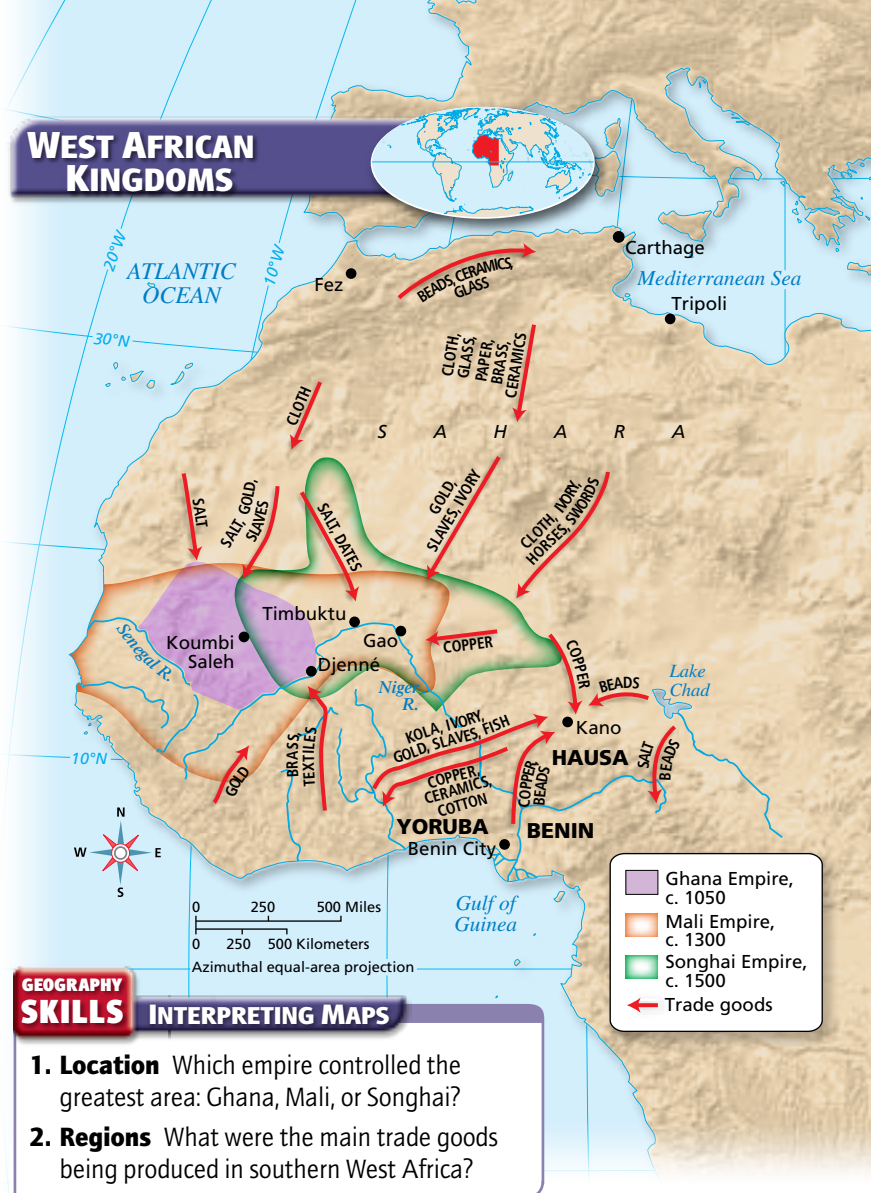 WEST AFRICAN
KINGDOMS
20°W
10°W
ATLANTIC
OCEAN
30°N
Fez
BEADS, CERAMICS,
GLASS
Carthage
Mediterranean Sea
Tripoli
CLOTH,
GLASS,
PAPER,
BRASS,
CERAMICS
CLOTH
SAHARA
SALT
SALT, GOLD,
SLAVES
SALT, DATES
GOLD,
SLAVES, IVORY
CLOTH, IVORY,
HORSES, SWORDS
Timbuktu
Gao
Koumbi
Saleh
Senegal R.
Djenné
COPPER
Niger
R.
COPPER
BEADS
Lake
Chad
Kano
HAUSA
KOLA, IVORY,
GOLD, SLAVES, FISH
COPPER,
CERAMICS,
COTTON
COPPER,
BEADS
SALT
BEADS
10°N
GOLD
BRASS,
TEXTILES
YORUBA
BENIN
Benin City
N
W
E
S
Gulf of
Guinea
0 250 500 Miles
0 250 500 Kilometers
Azimuthal equal-area projection
Ghana Empire,
c. 1050
Mali Empire,
c. 1300
Songhai Empire,
c. 1500
Trade goods
GEOGRAPHY
SKILLS
INTERPRETING MAPS
1. Location Which empire controlled the
greatest area: Ghana, Mali, or Songhai?
2. Regions What were the main trade goods
being produced in southern West Africa?